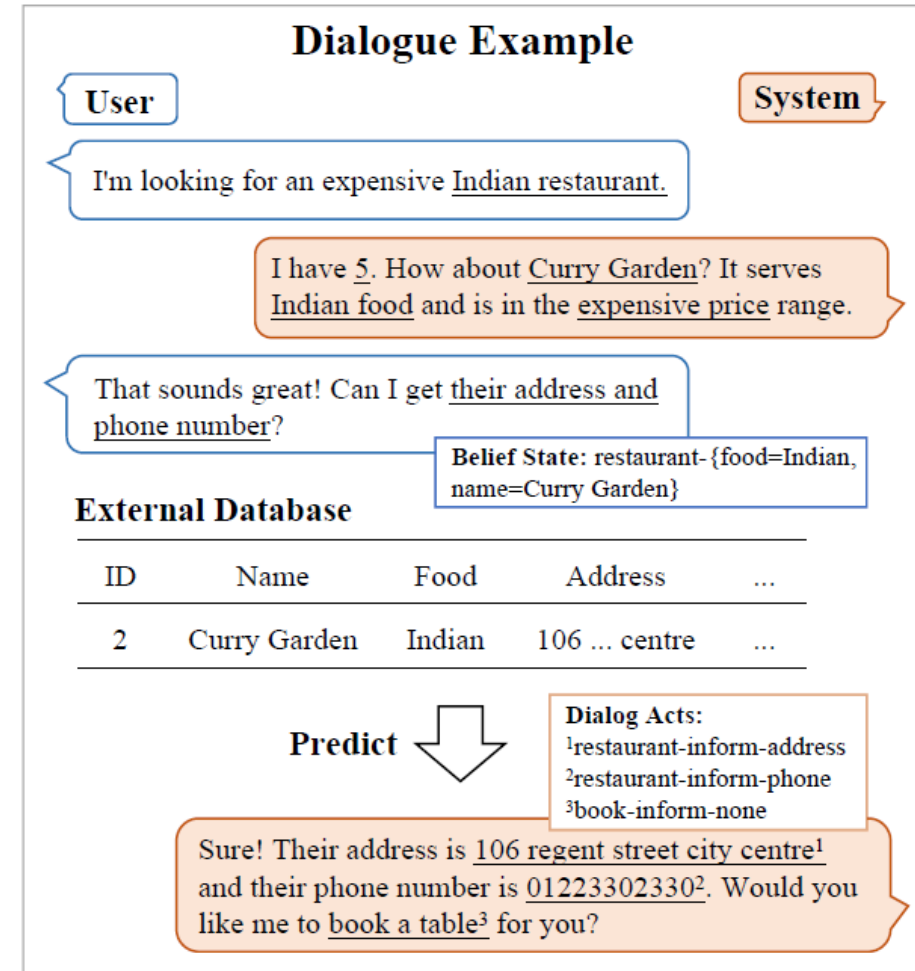 Dialogue Example
User
System
I'm looking for an expensive Indian restaurant.
I have 5. How about Curry Garden? It serves
Indian food and is in the expensive price range.
That sounds great! Can I get their address and
phone number?
Belief State: restaurant-{food=Indian,
name=Curry Garden}
External Database
ID Name Food Address ...
2 Curry Garden Indian 106 ... centre ...
Predict
Dialog Acts:
¹restaurant-inform-address
²restaurant-inform-phone
³book-inform-none
Sure! Their address is 106 regent street city centre¹
and their phone number is 01223302330². Would you
like me to book a table³ for you?